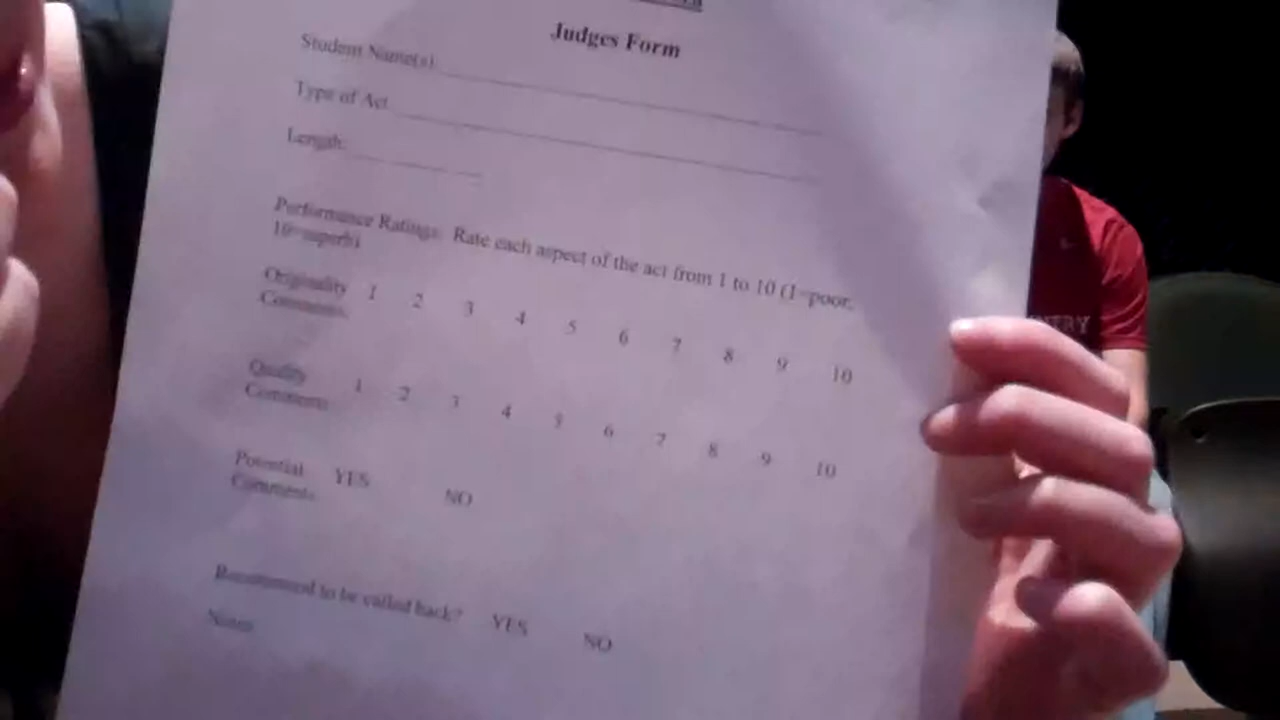 Judges Form
Student Name(s)
Type of Act
Length:
Performance Ratings: Rate each aspect of the act from 1 to 10 (1=poor;
10=superb)
Originality 1 2 3 4 5 6 7 8 9 10
Comments:
Quality 1 2 3 4 5 6 7 8 9 10
Comments:
Potential YES NO
Comments:
Recommend to be called back? YES NO
Notes